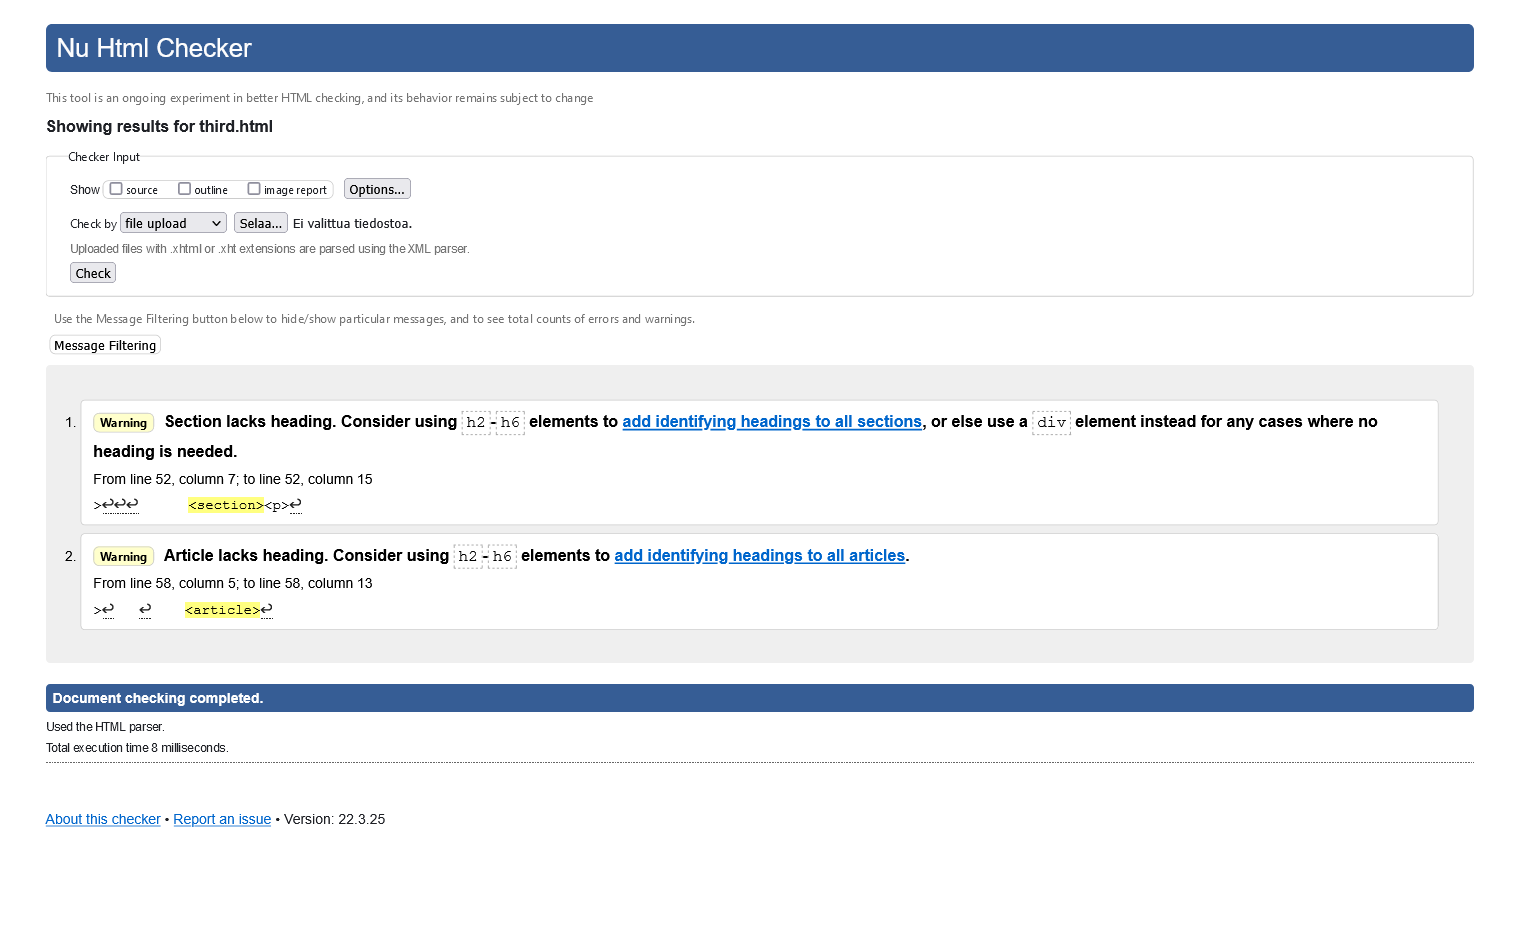 Nu Html Checker
This tool is an ongoing experiment in better HTML checking, and its behavior remains subject to change
Showing results for third.html
Checker Input
Show source outline image report Options...
Check by file upload Selaa... Ei valittua tiedostoa.
Uploaded files with .xhtml or .xht extensions are parsed using the XML parser.
Check
Use the Message Filtering button below to hide/show particular messages, and to see total counts of errors and warnings.
Message Filtering
1. Warning Section lacks heading. Consider using h2-h6 elements to add identifying headings to all sections, or else use a div element instead for any cases where no
heading is needed.
From line 52, column 7; to line 52, column 15
>↩↩↩ <section><p>↩
2. Warning Article lacks heading. Consider using h2-h6 elements to add identifying headings to all articles.
From line 58, column 5; to line 58, column 13
>↩ ↩ <article>↩
Document checking completed.
Used the HTML parser.
Total execution time 8 milliseconds.
About this checker • Report an issue • Version: 22.3.25